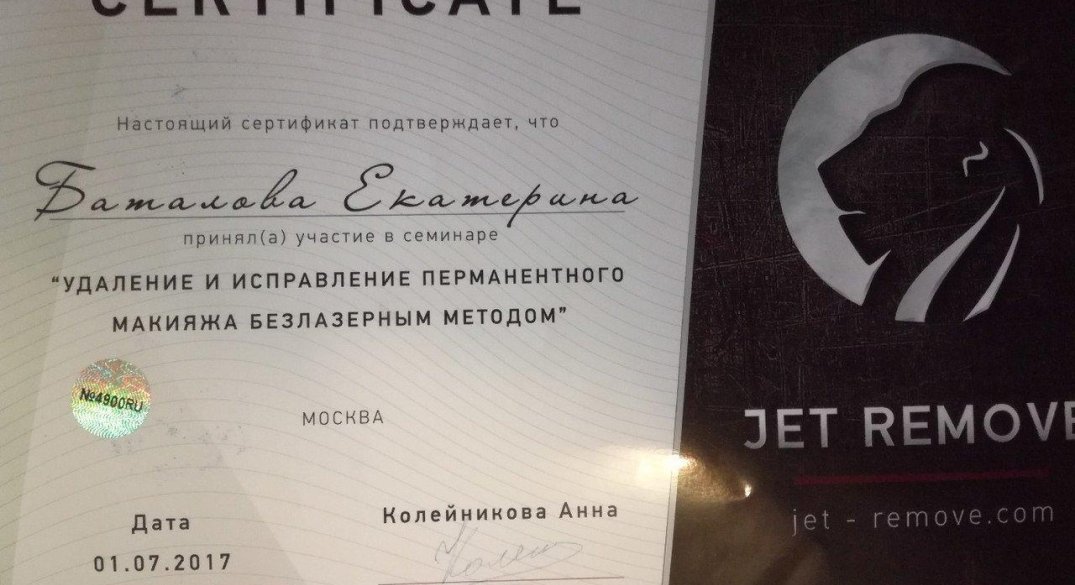 CERTIFICATE
Настоящий сертификат подтверждает, что
Баталова Екатерина
принял(а) участие в семинаре
“УДАЛЕНИЕ И ИСПРАВЛЕНИЕ ПЕРМАНЕНТНОГО
МАКИЯЖА БЕЗЛАЗЕРНЫМ МЕТОДОМ”
№4900RU
МОСКВА
Дата
01.07.2017
Колейникова Анна
JET REMOVE
jet - remove.com